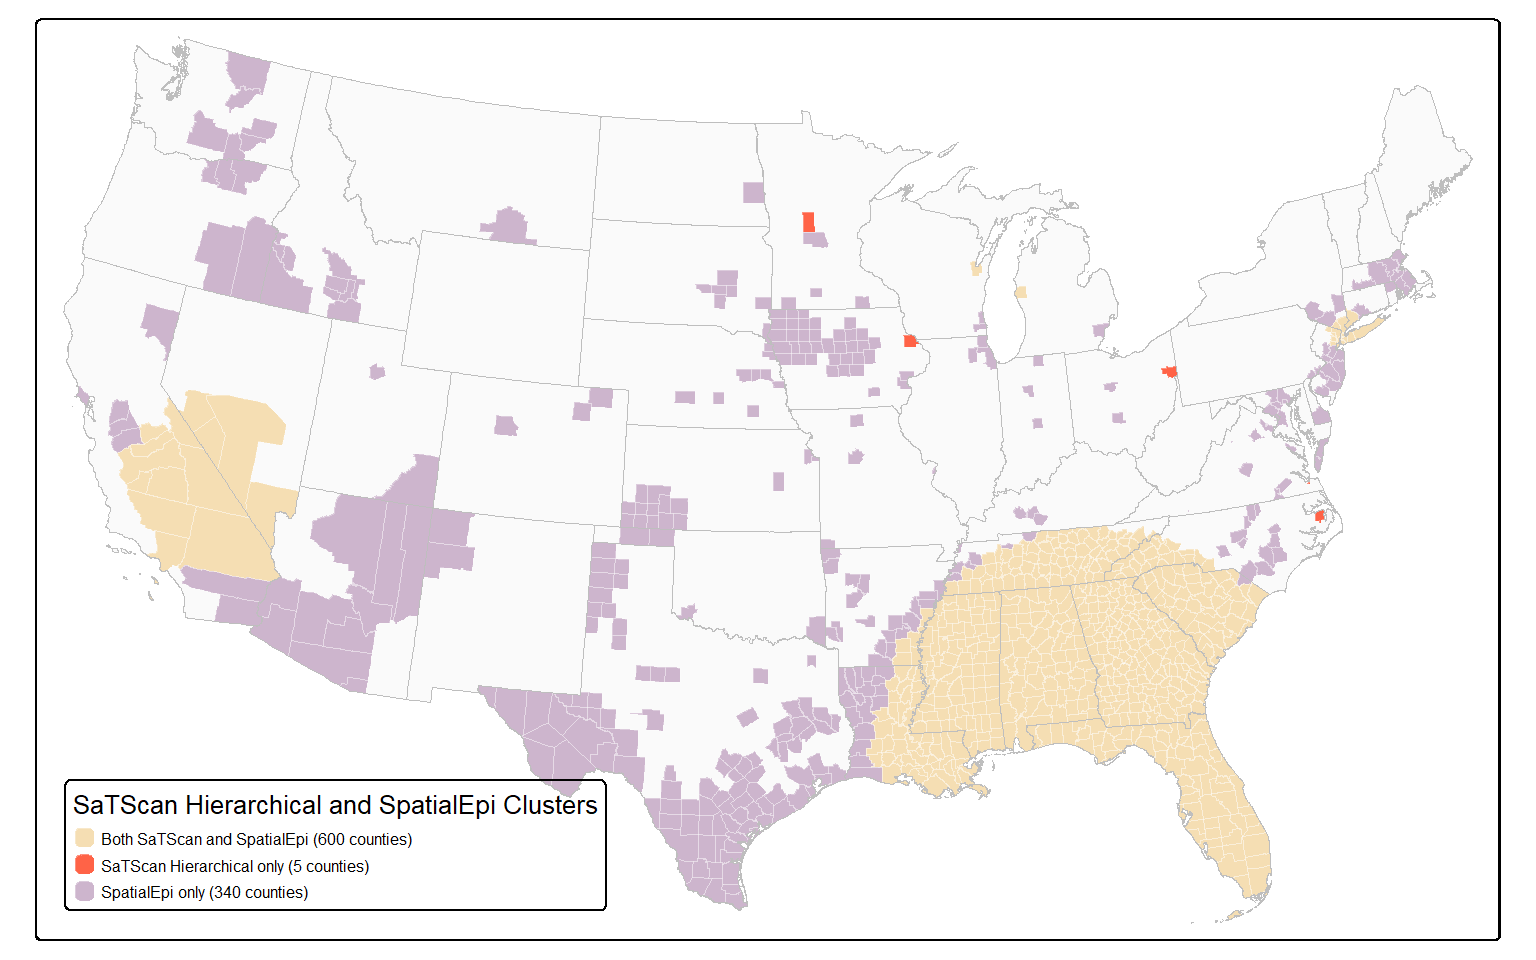 SaTScan Hierarchical and SpatialEpi Clusters
Both SaTScan and SpatialEpi (600 counties)
SaTScan Hierarchical only (5 counties)
SpatialEpi only (340 counties)